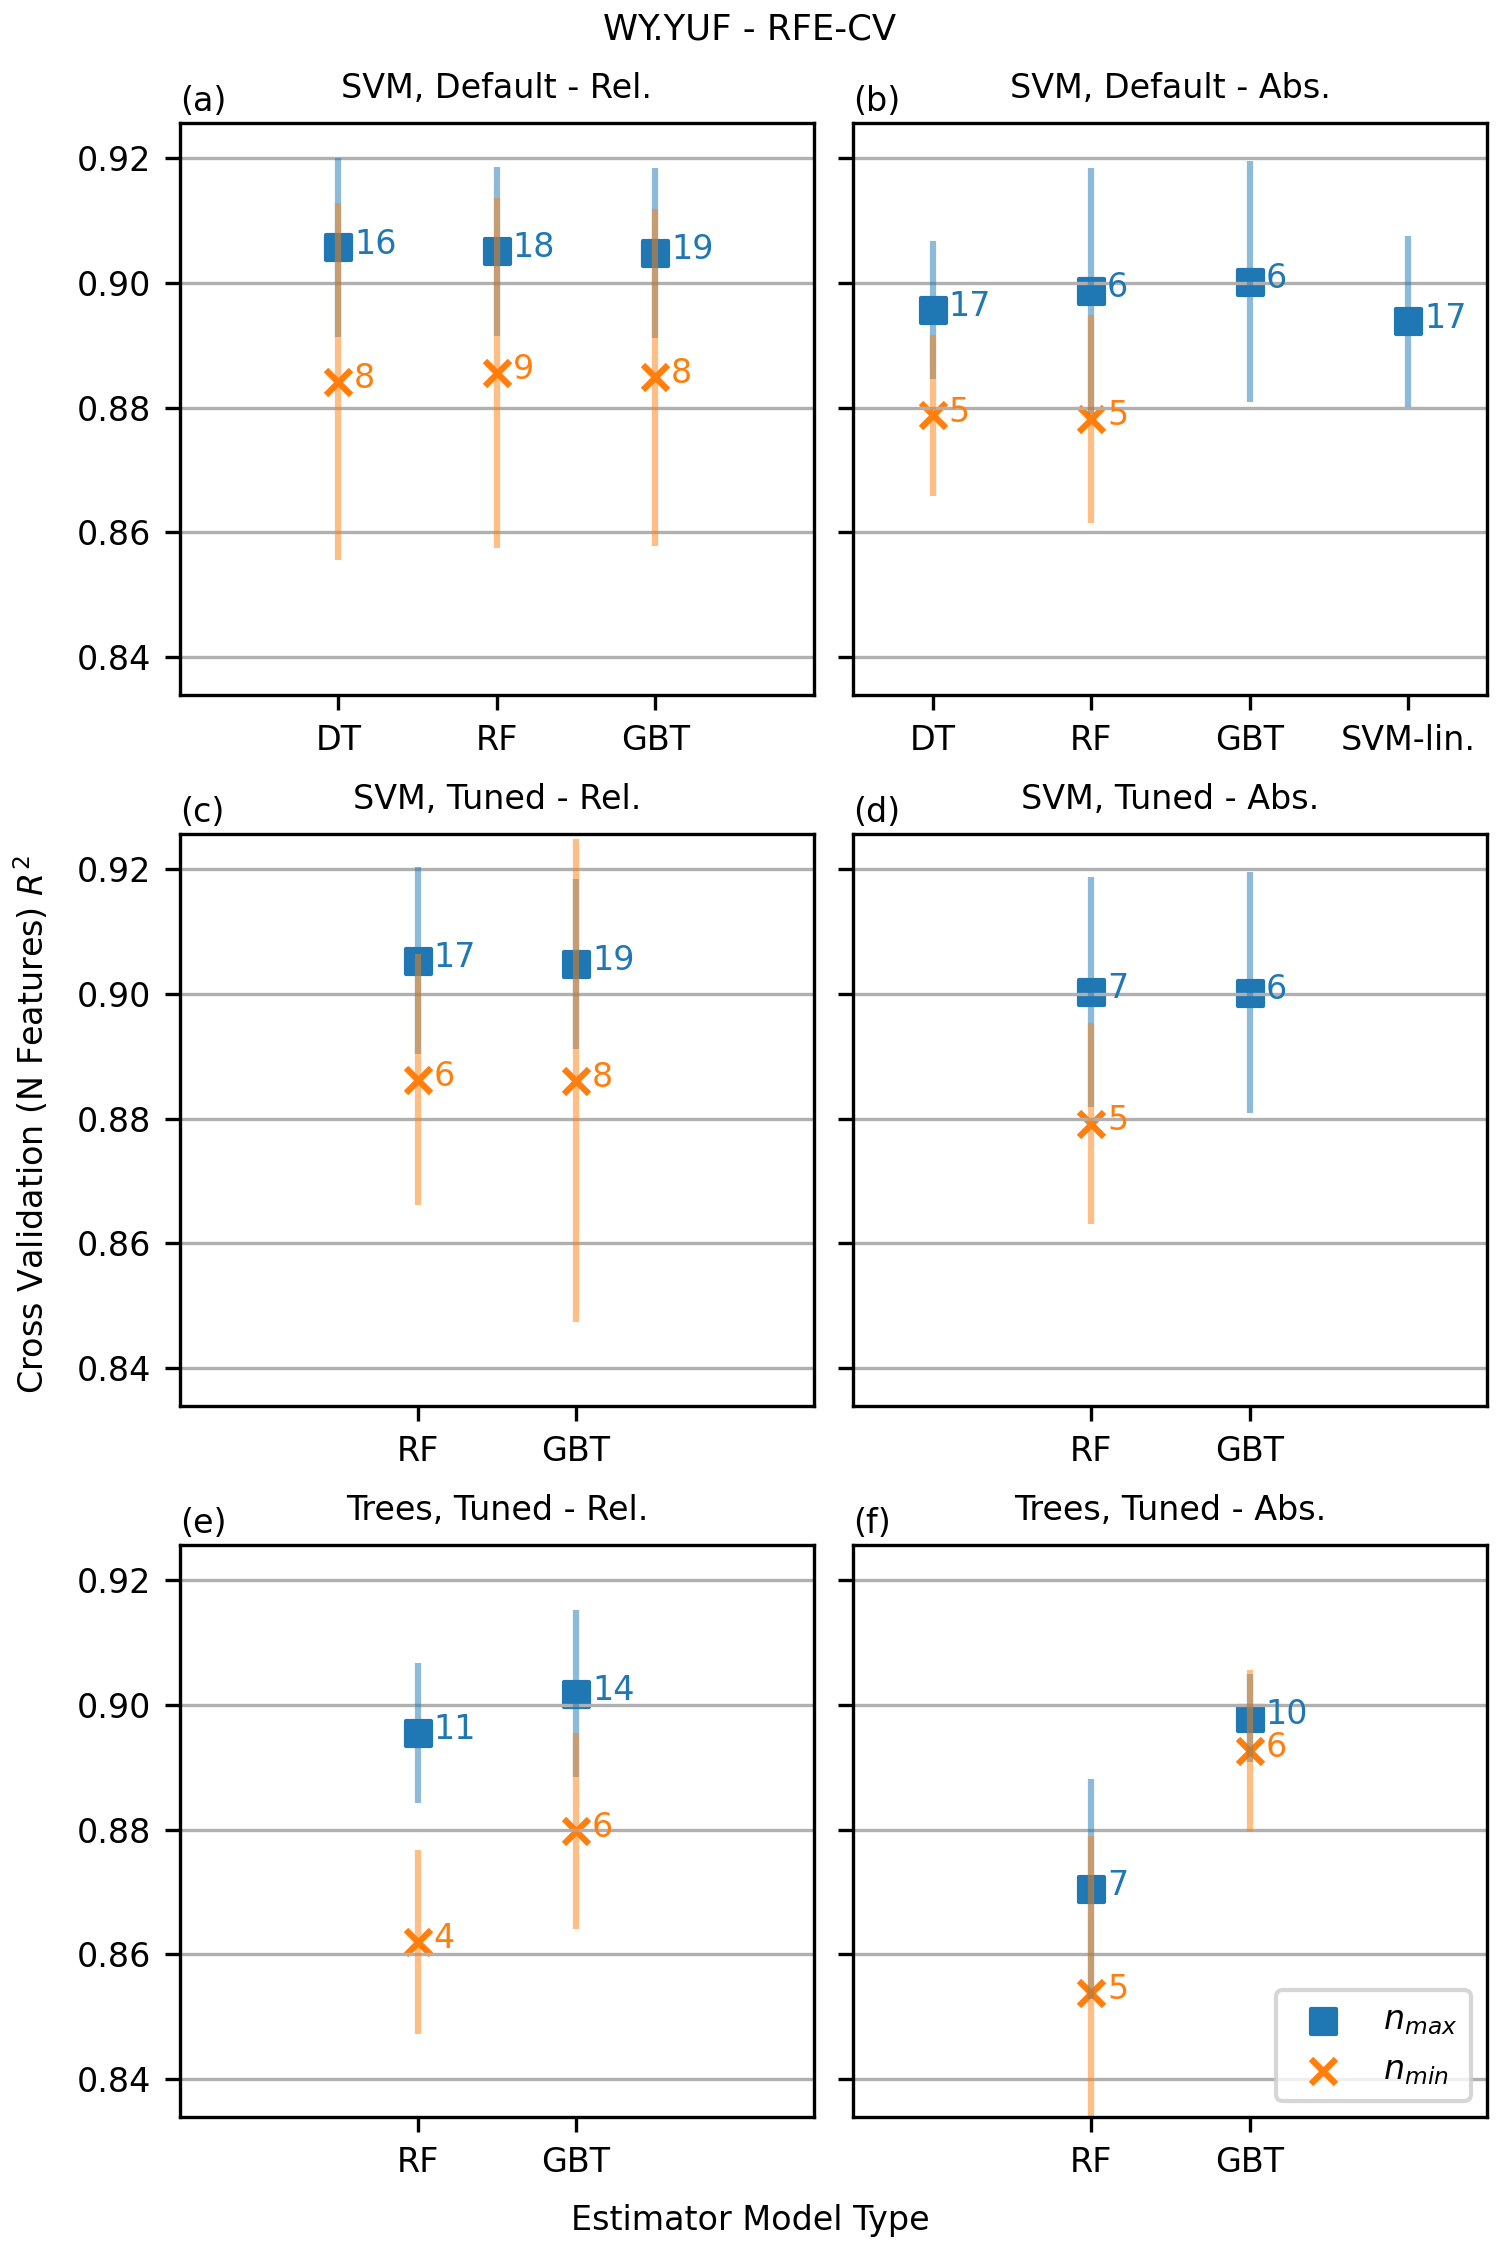 WY.YUF - RFE-CV
(a) SVM, Default - Rel.
(b) SVM, Default - Abs.
0.92
0.90
0.88
0.86
0.84
16
18
19
8
9
8
DT
RF
GBT
17
6
6
17
5
5
DT
RF
GBT
SVM-lin.
(c) SVM, Tuned - Rel.
(d) SVM, Tuned - Abs.
Cross Validation (N Features) R²
0.92
0.90
0.88
0.86
0.84
17
19
6
8
RF
GBT
7
6
5
RF
GBT
(e) Trees, Tuned - Rel.
(f) Trees, Tuned - Abs.
0.92
0.90
0.88
0.86
0.84
11
14
4
6
RF
GBT
10
6
7
5
n_max
n_min
RF
GBT
Estimator Model Type